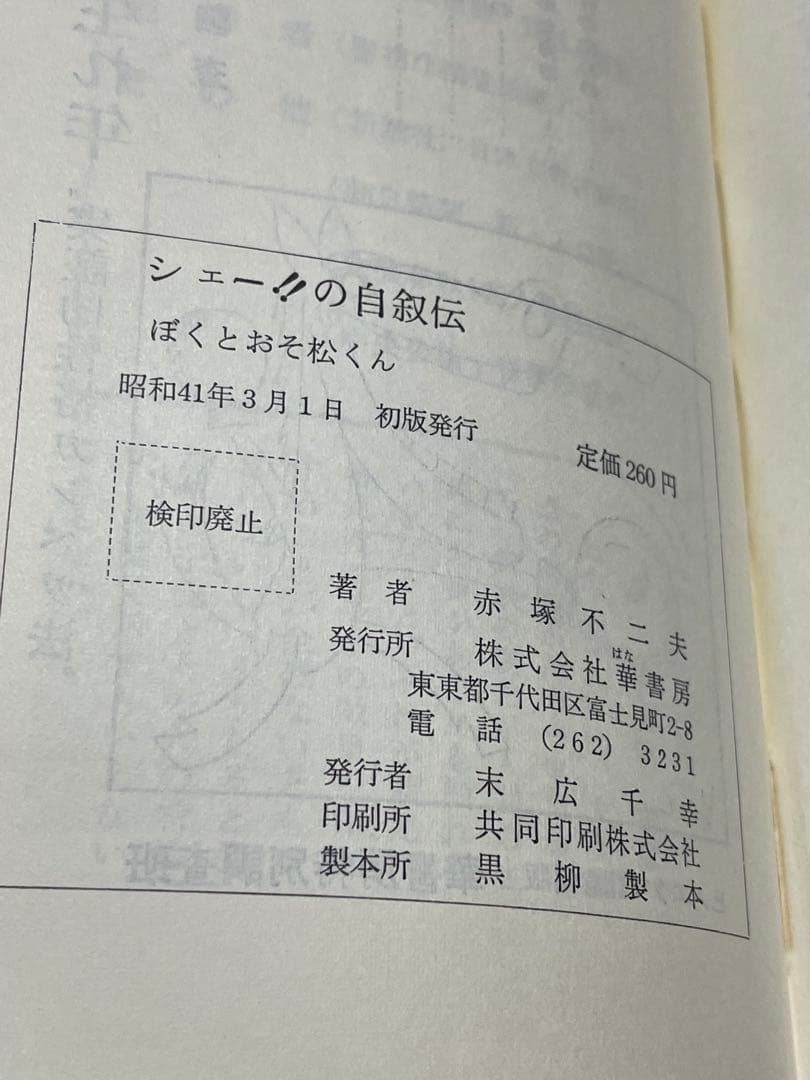 シェー!!の自叙伝
ぼくとおそ松くん
昭和41年3月1日 初版発行
定価260円
検印廃止
著者 赤塚不二夫
発行所 株式会社華書房
はな
東東都千代田区富士見町2-8
電話 (262) 3231
発行者 末広千幸
印刷所 共同印刷株式会社
製本所 黒柳製本